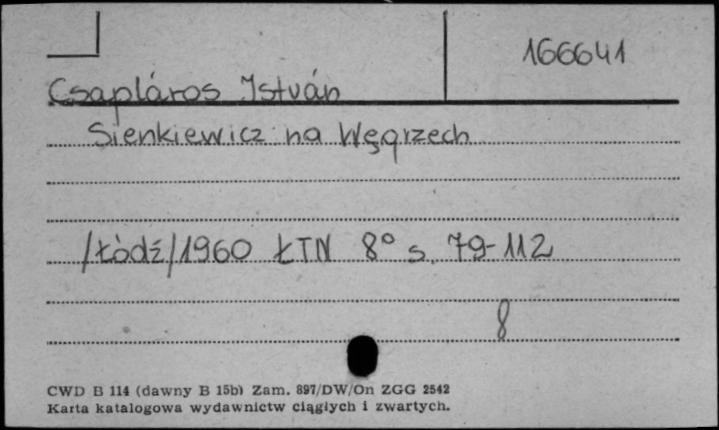 166641
Csapláros István
Sienkiewicz na Węgrzech
/Łódź/1960 ŁTN 8° s. 79-112
8
CWD B 114 (dawny B 15b) Zam. 897/DW/On ZGG 2542
Karta katalogowa wydawnictw ciągłych i zwartych.